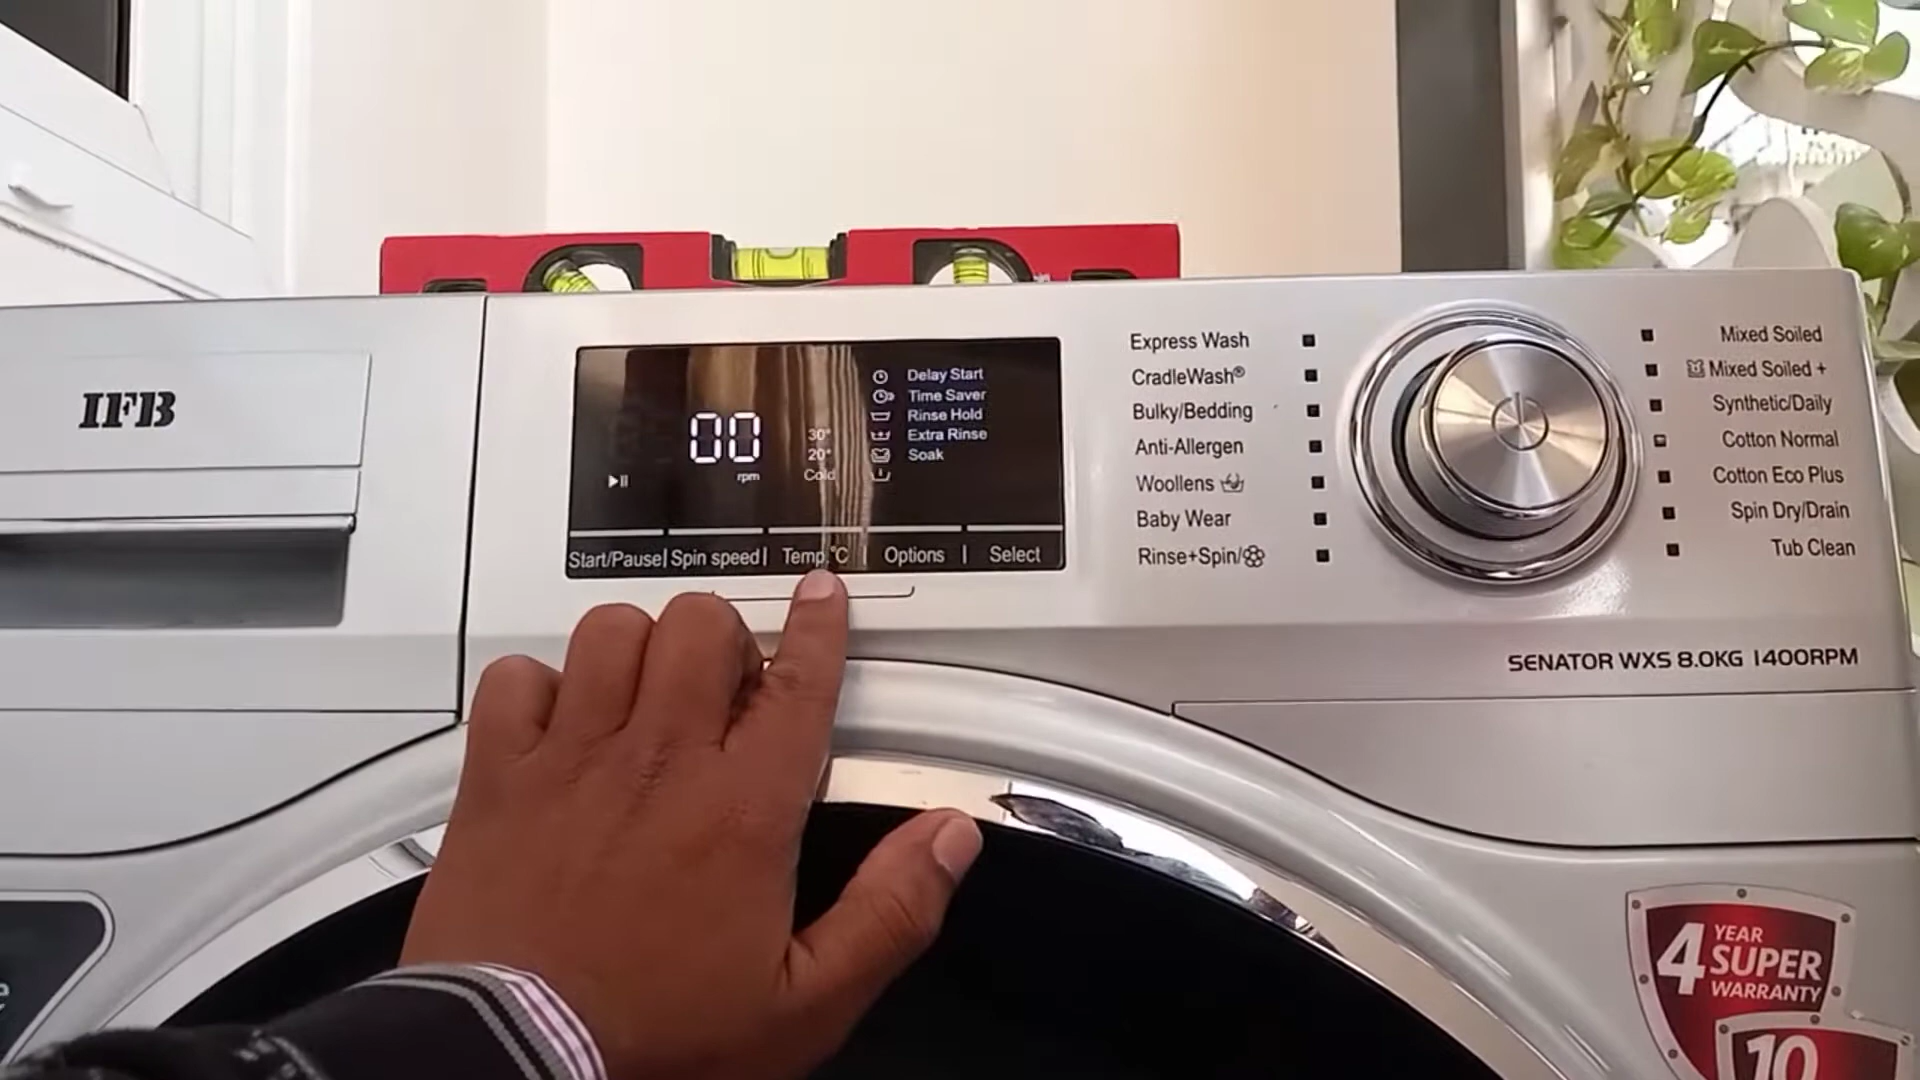 IFB
00
rpm
30°
20°
Cold
Delay Start
Time Saver
Rinse Hold
Extra Rinse
Soak
Start/Pause
Spin speed
Temp.°C
Options
Select
Express Wash
CradleWash®
Bulky/Bedding
Anti-Allergen
Woollens
Baby Wear
Rinse+Spin/
Mixed Soiled
Mixed Soiled +
Synthetic/Daily
Cotton Normal
Cotton Eco Plus
Spin Dry/Drain
Tub Clean
SENATOR WXS 8.0KG 1400RPM
4 YEAR
SUPER
WARRANTY
10